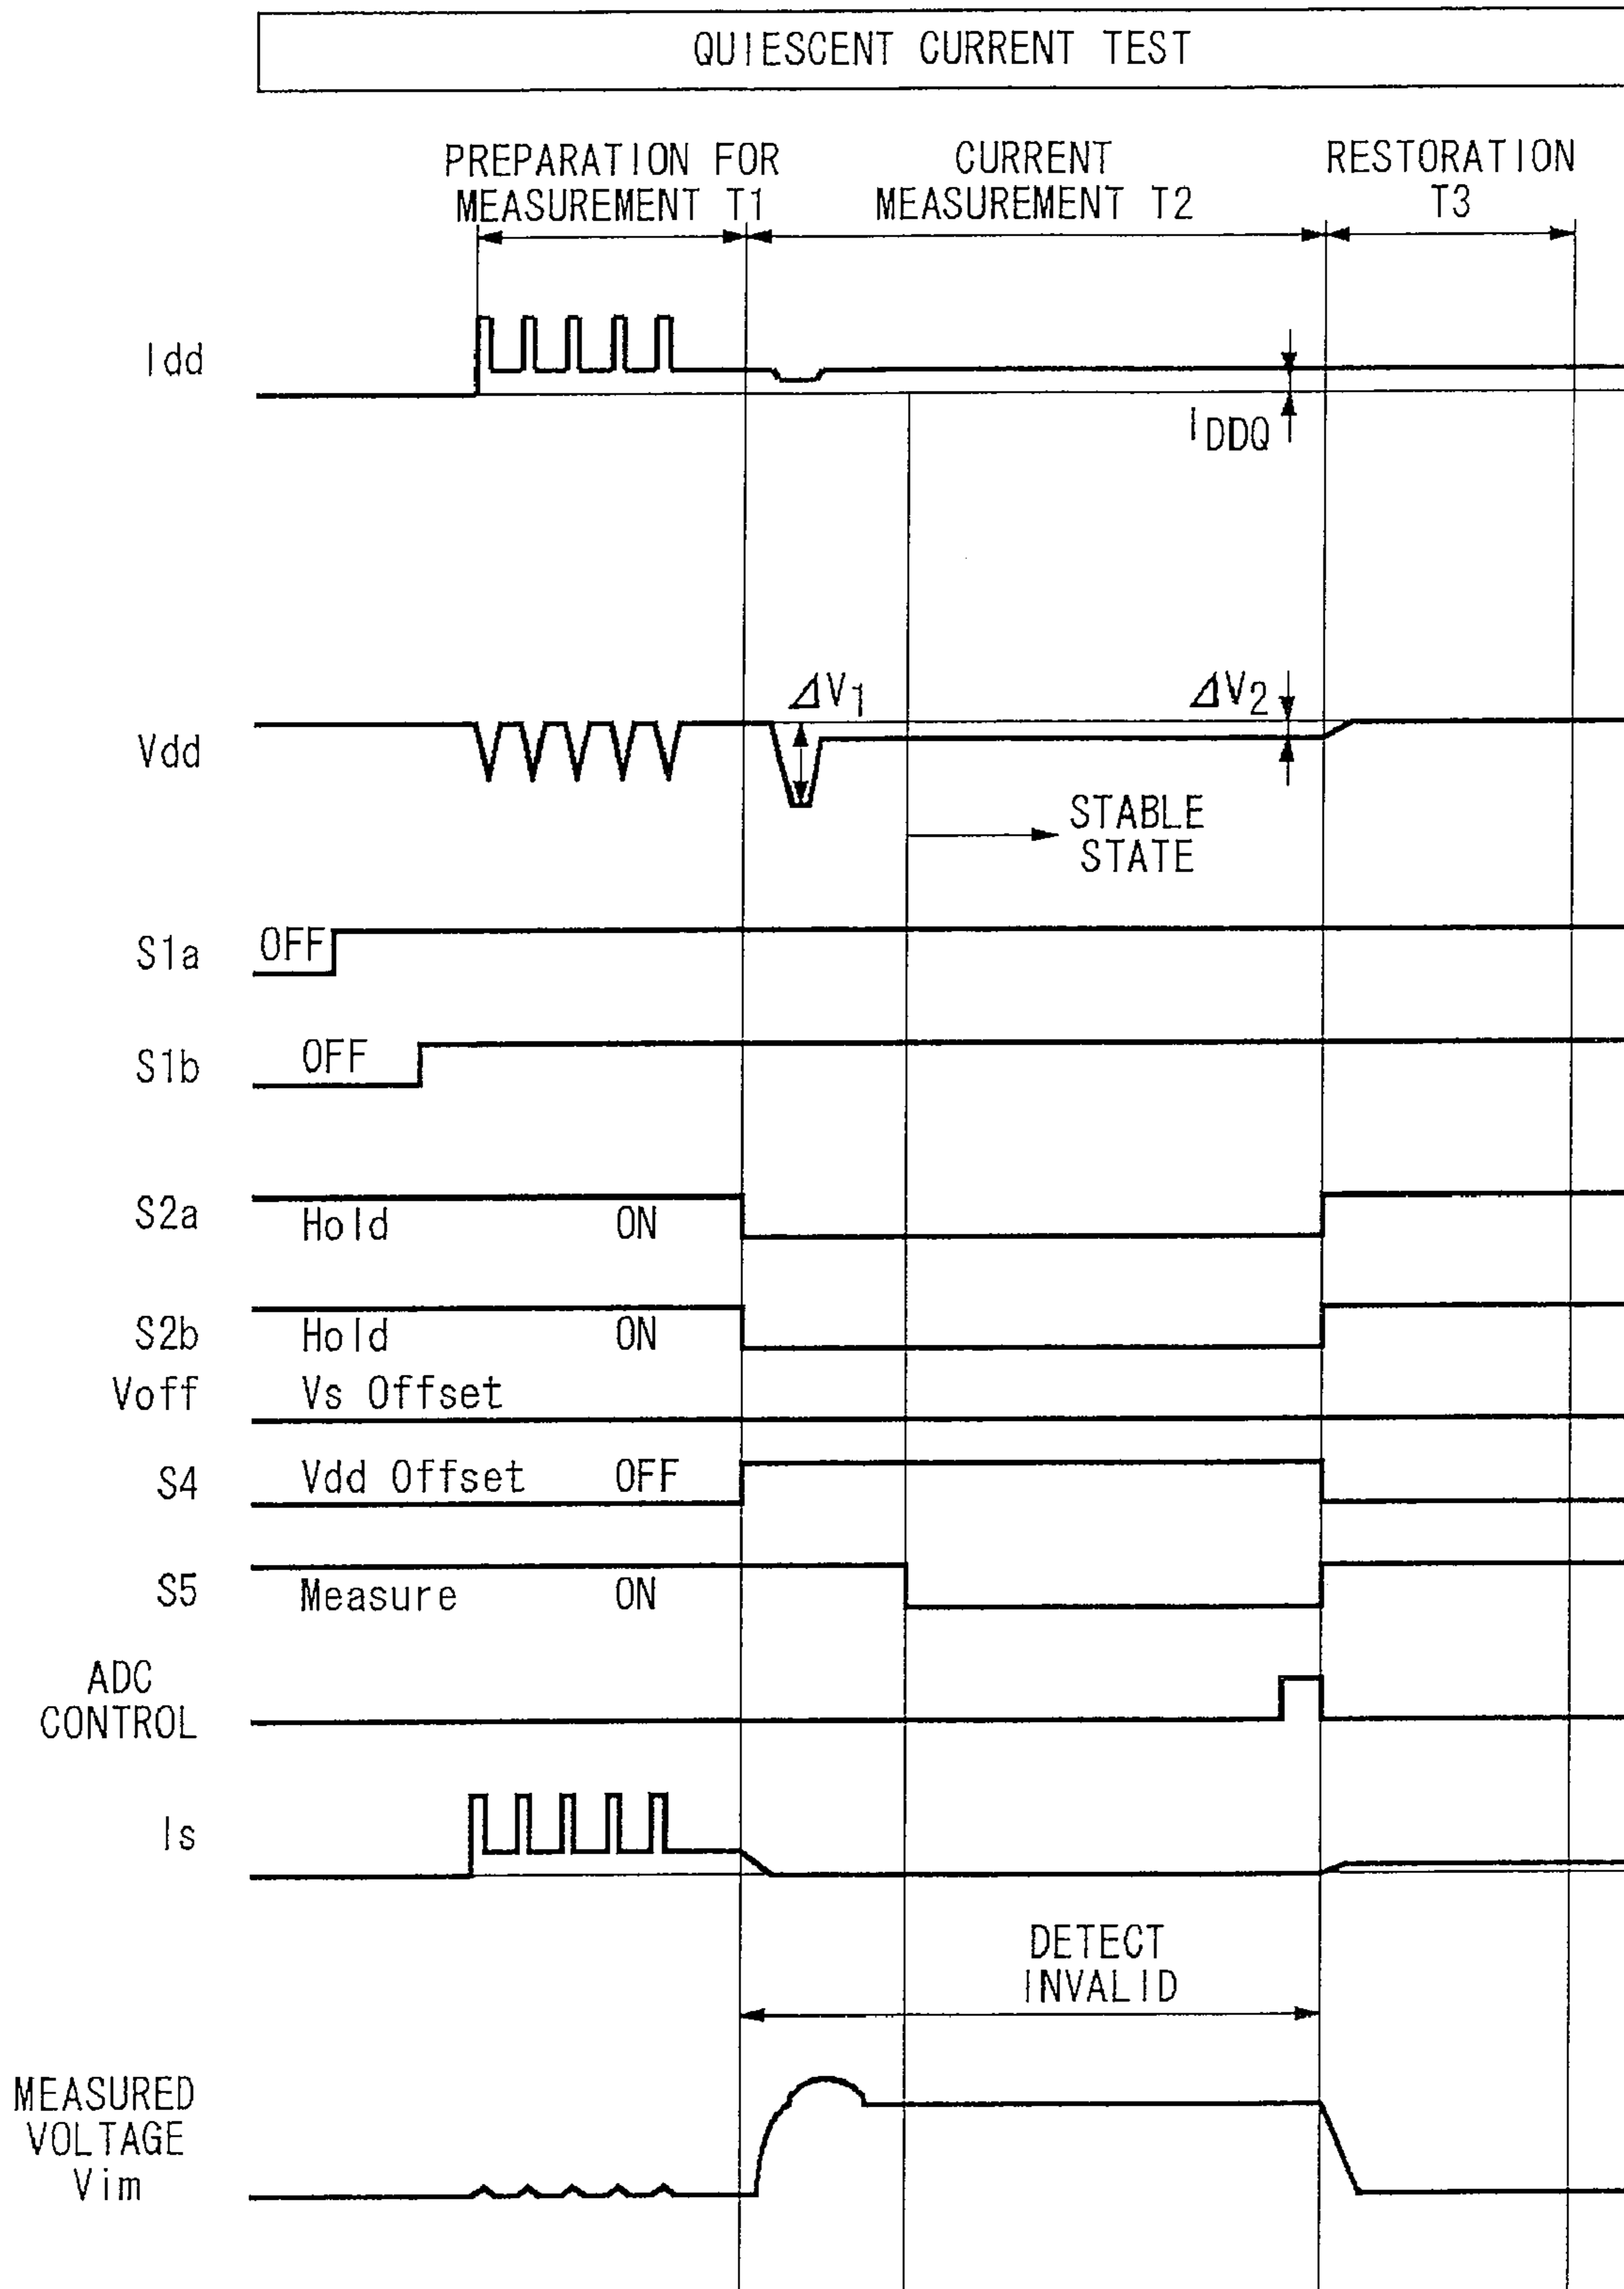 QUIESCENT CURRENT TEST
PREPARATION FOR
MEASUREMENT T1
CURRENT
MEASUREMENT T2
RESTORATION
T3
Idd
IDDQ
ΔV1
ΔV2
Vdd
STABLE
STATE
S1a
OFF
S1b
OFF
S2a
Hold ON
S2b
Hold ON
Voff
Vs Offset
S4
Vdd Offset OFF
S5
Measure ON
ADC
CONTROL
Is
DETECT
INVALID
MEASURED
VOLTAGE
Vim